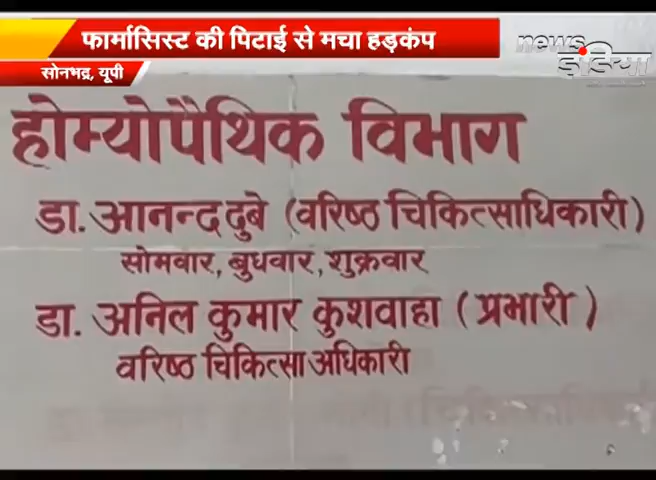 फार्मासिस्ट की पिटाई से मचा हड़कंप
सोनभद्र, यूपी
news
इंडिया
होम्योपैथिक विभाग
डा. आनन्द दुबे (वरिष्ठ चिकित्साधिकारी)
सोमवार, बुधवार, शुक्रवार
डा. अनिल कुमार कुशवाहा (प्रभारी)
वरिष्ठ चिकित्सा अधिकारी